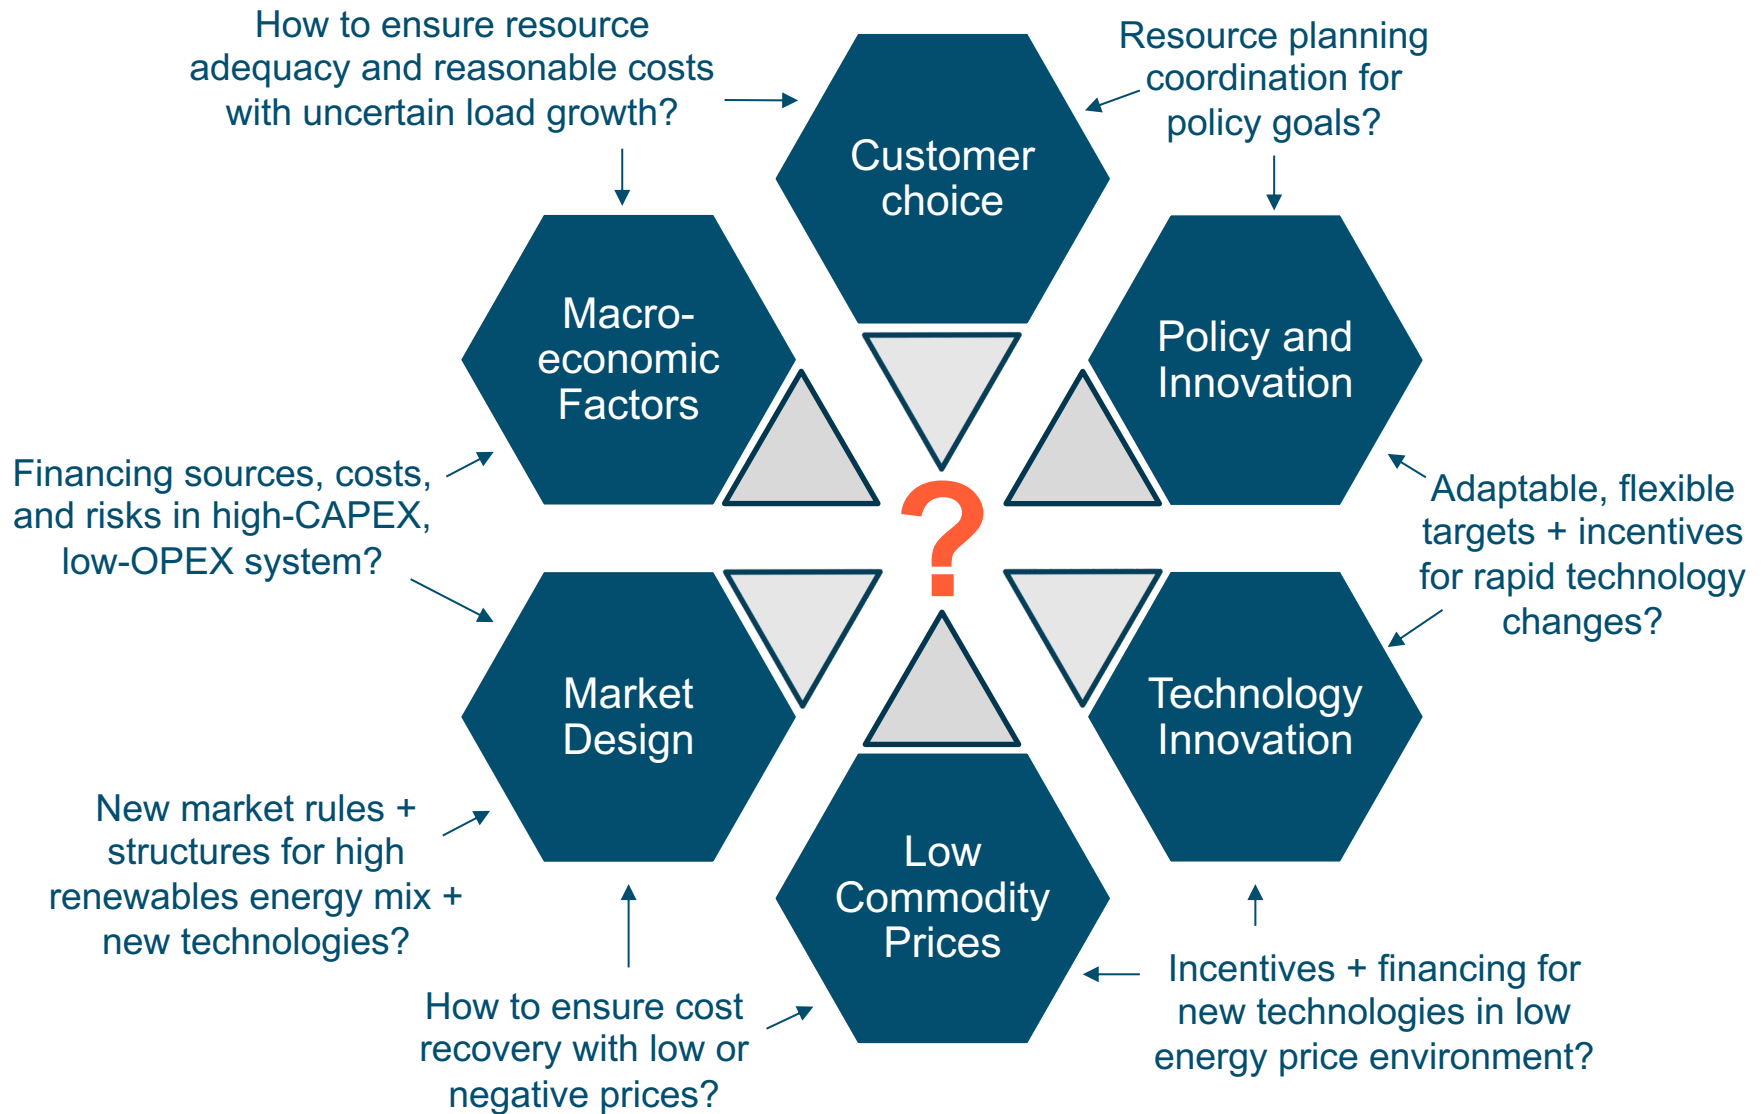 How to ensure resource
adequacy and reasonable costs
with uncertain load growth?
Resource planning
coordination for
policy goals?
Customer
choice
Macro-
economic
Factors
Policy and
Innovation
Financing sources, costs,
and risks in high-CAPEX,
low-OPEX system?
?
Adaptable, flexible
targets + incentives
for rapid technology
changes?
Market
Design
Technology
Innovation
New market rules +
structures for high
renewables energy mix +
new technologies?
Low
Commodity
Prices
How to ensure cost
recovery with low or
negative prices?
Incentives + financing for
new technologies in low
energy price environment?